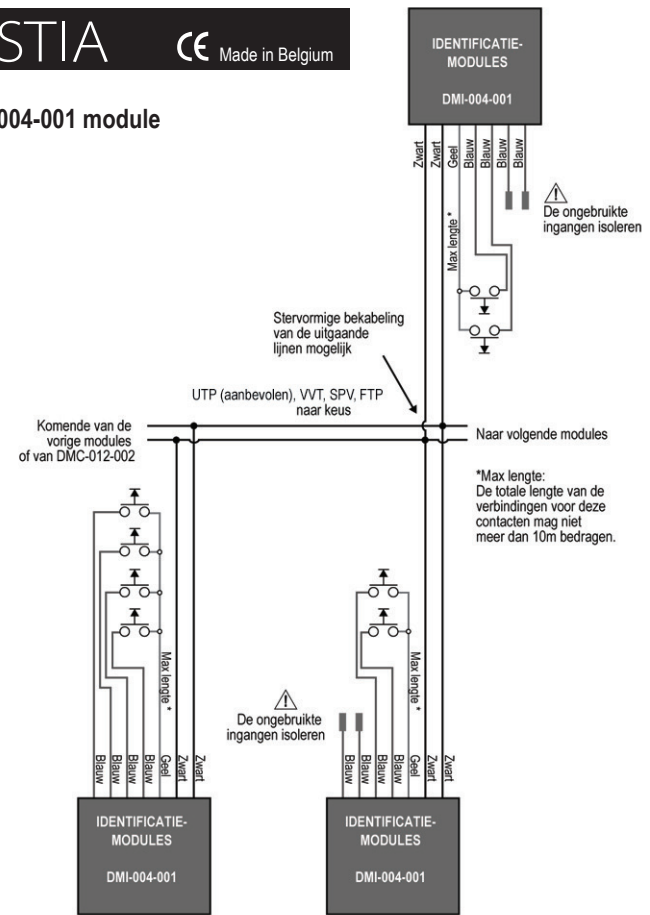 STIA CE Made in Belgium
004-001 module
IDENTIFICATIE-
MODULES
DMI-004-001
Zwart
Zwart
Geel
Blauw
Blauw
Blauw
Blauw
Max lengte *
De ongebruikte
ingangen isoleren
Stervormige bekabeling
van de uitgaande
lijnen mogelijk
UTP (aanbevolen), VVT, SPV, FTP
naar keus
Komende van de
vorige modules
of van DMC-012-002
Naar volgende modules
*Max lengte:
De totale lengte van de
verbindingen voor deze
contacten mag niet
meer dan 10m bedragen.
Max lengte *
Blauw
Blauw
Blauw
Blauw
Geel
Zwart
Zwart
IDENTIFICATIE-
MODULES
DMI-004-001
De ongebruikte
ingangen isoleren
Max lengte *
Blauw
Blauw
Blauw
Blauw
Geel
Zwart
Zwart
IDENTIFICATIE-
MODULES
DMI-004-001